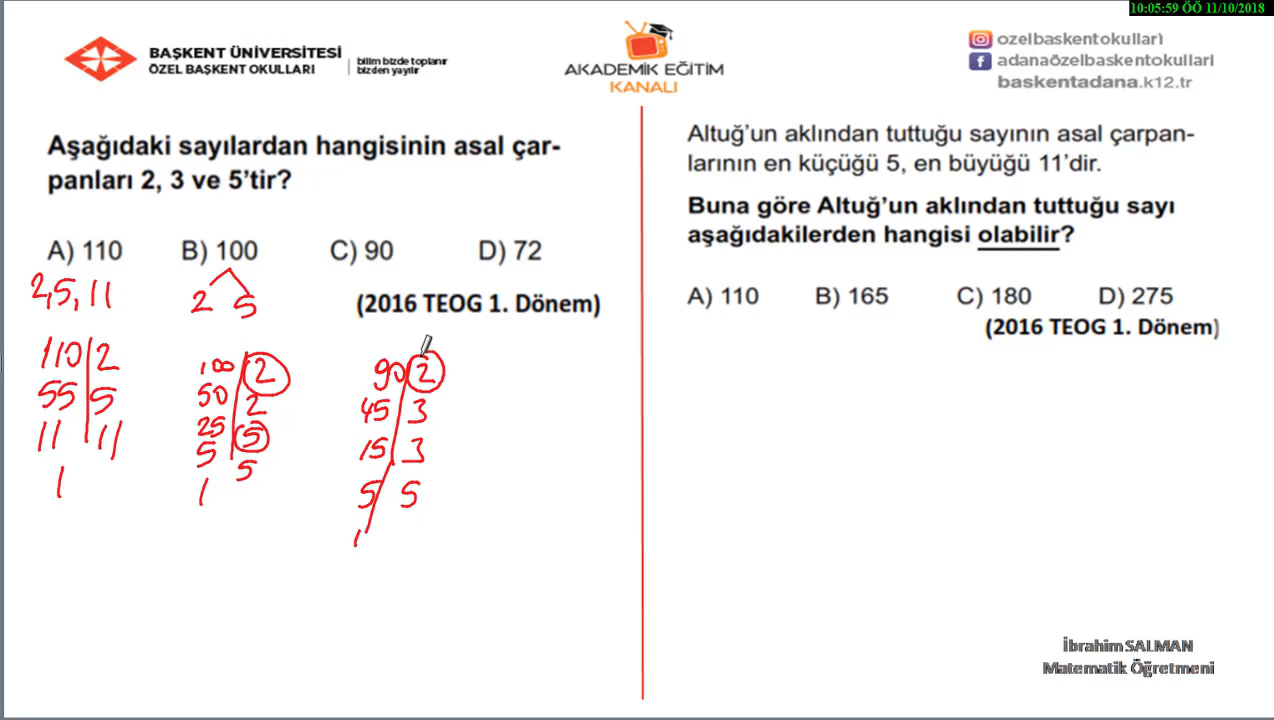 10:05:59 ÖÖ 11/10/2018
BAŞKENT ÜNİVERSİTESİ
ÖZEL BAŞKENT OKULLARI
bilim bizde toplanır
bizden yayılır
AKADEMİK EĞİTİM
KANALI
ozelbaskentokullari
adanaözelbaskentokullari
baskentadana.k12.tr
Aşağıdaki sayılardan hangisinin asal çar-
panları 2, 3 ve 5'tir?
A) 110 B) 100 C) 90 D) 72
2,5, 11
2 5
(2016 TEOG 1. Dönem)
110 2
55 5
11 11
1
100 2
50 2
25 5
5 5
1
90 2
45 3
15 3
5 5
1
Altuğ'un aklından tuttuğu sayının asal çarpan-
larının en küçüğü 5, en büyüğü 11'dir.
Buna göre Altuğ'un aklından tuttuğu sayı
aşağıdakilerden hangisi olabilir?
A) 110 B) 165 C) 180 D) 275
(2016 TEOG 1. Dönem)
İbrahim SALMAN
Matematik Öğretmeni